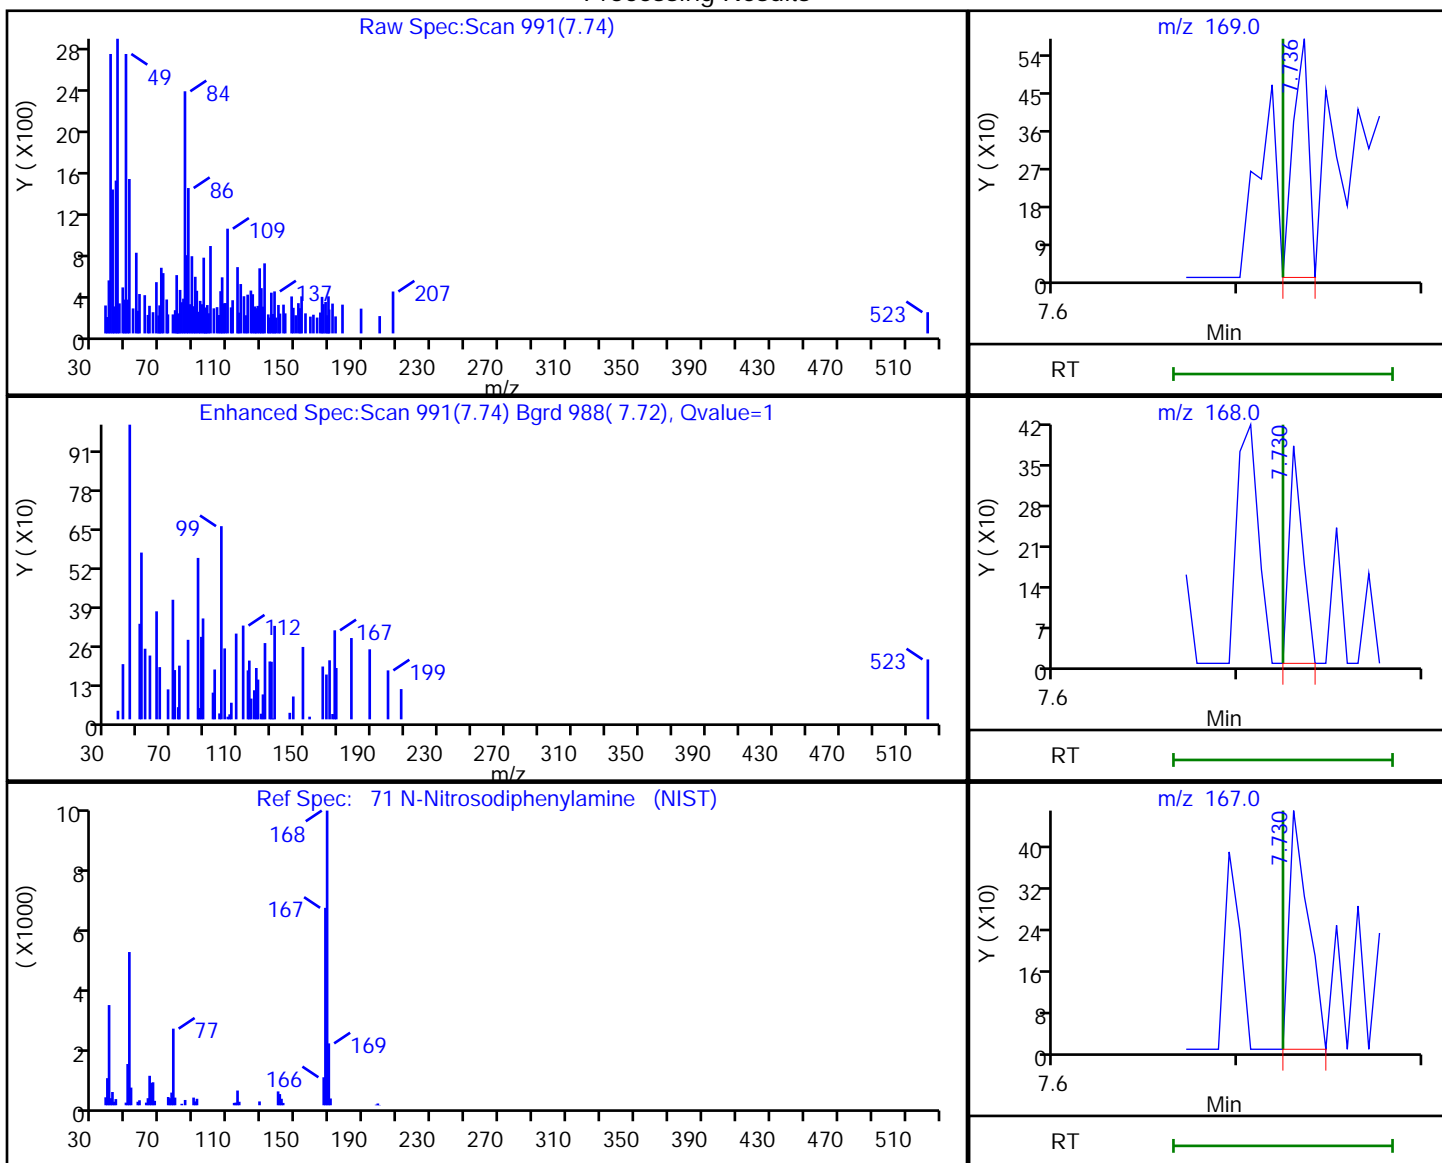 Processing Results
Raw Spec:Scan 991(7.74)
Y ( X100)
28
24
20
16
12
8
4
0
49
84
86
109
137
207
523
30 70 110 150 190 230 270 310 350 390 430 470 510
m/z
m/z 169.0
Y ( X10)
54
45
36
27
18
9
0
7.736
7.6
Min
RT
Enhanced Spec:Scan 991(7.74) Bgrd 988( 7.72), Qvalue=1
Y ( X10)
91
78
65
52
39
26
13
0
99
112
167
199
523
30 70 110 150 190 230 270 310 350 390 430 470 510
m/z
m/z 168.0
Y ( X10)
42
35
28
21
14
7
0
7.730
7.6
Min
RT
Ref Spec: 71 N-Nitrosodiphenylamine (NIST)
( X1000)
10
8
6
4
2
0
168
167
77
169
166
30 70 110 150 190 230 270 310 350 390 430 470 510
m/z 167.0
Y ( X10)
40
32
24
16
8
0
7.730
7.6
Min
RT